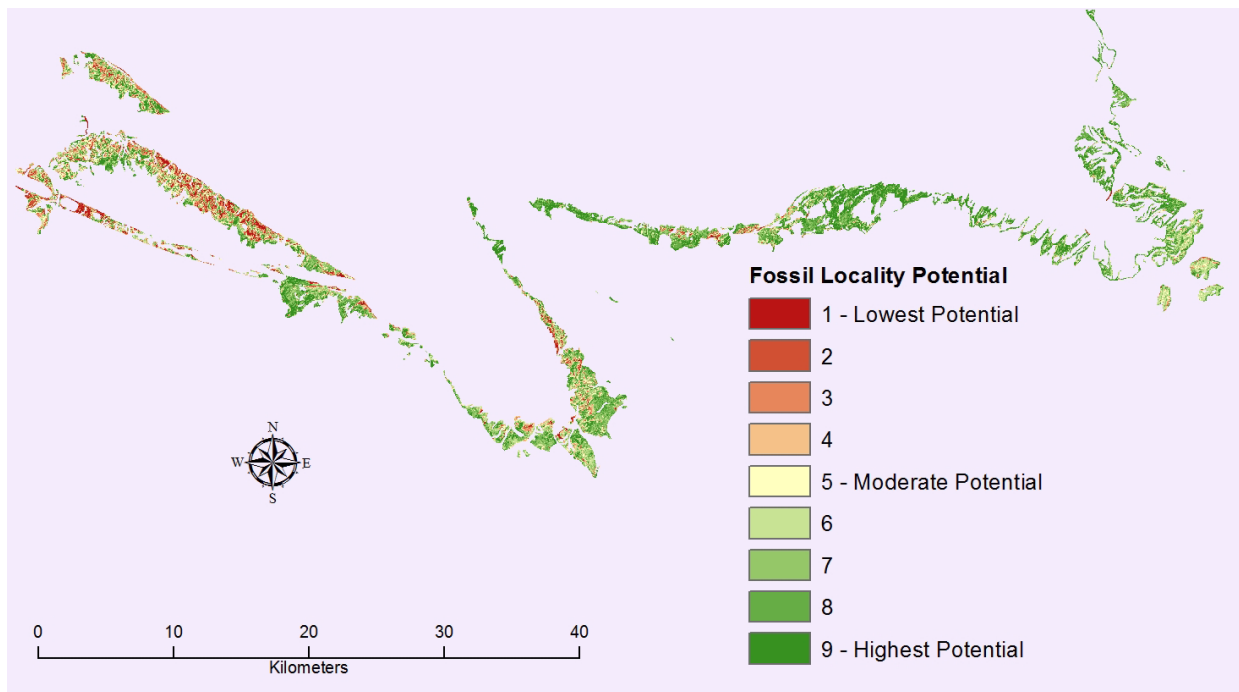 N
W E
S
Fossil Locality Potential
1 - Lowest Potential
2
3
4
5 - Moderate Potential
6
7
8
9 - Highest Potential
0 10 20 30 40
Kilometers